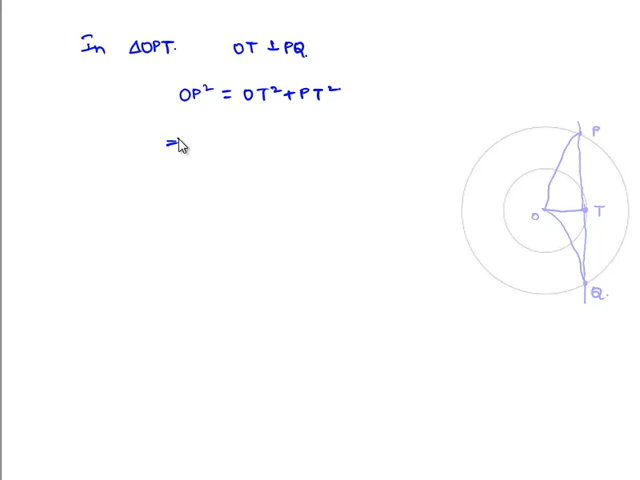 In ΔOPT. OT ⊥ PQ.
OP² = OT² + PT²
=
P
O
T
Q.